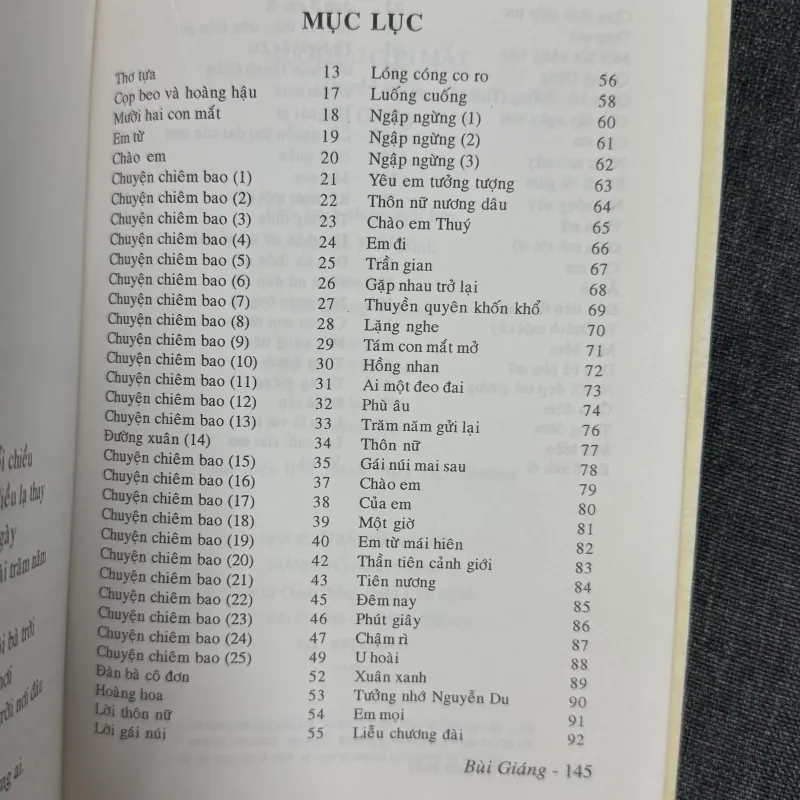 MỤC LỤC
Thơ tựa 13
Cọp beo và hoàng hậu 17
Mười hai con mắt 18
Em từ 19
Chào em 20
Chuyện chiêm bao (1) 21
Chuyện chiêm bao (2) 22
Chuyện chiêm bao (3) 23
Chuyện chiêm bao (4) 24
Chuyện chiêm bao (5) 25
Chuyện chiêm bao (6) 26
Chuyện chiêm bao (7) 27
Chuyện chiêm bao (8) 28
Chuyện chiêm bao (9) 29
Chuyện chiêm bao (10) 30
Chuyện chiêm bao (11) 31
Chuyện chiêm bao (12) 32
Chuyện chiêm bao (13) 33
Đường xuân (14) 34
Chuyện chiêm bao (15) 35
Chuyện chiêm bao (16) 37
Chuyện chiêm bao (17) 38
Chuyện chiêm bao (18) 39
Chuyện chiêm bao (19) 40
Chuyện chiêm bao (20) 42
Chuyện chiêm bao (21) 43
Chuyện chiêm bao (22) 45
Chuyện chiêm bao (23) 46
Chuyện chiêm bao (24) 47
Chuyện chiêm bao (25) 49
Đàn bà cô đơn 52
Hoàng hoa 53
Lời thôn nữ 54
Lời gái núi 55
Lóng cóng co ro 56
Luống cuống 58
Ngập ngừng (1) 60
Ngập ngừng (2) 61
Ngập ngừng (3) 62
Yêu em tưởng tượng 63
Thôn nữ nương dâu 64
Chào em Thuý 65
Em đi 66
Trần gian 67
Gặp nhau trở lại 68
Thuyền quyên khốn khổ 69
Lặng nghe 70
Tám con mắt mở 71
Hồng nhan 72
Ai một đeo đai 73
Phù âu 74
Trăm năm gửi lại 76
Thôn nữ 77
Gái núi mai sau 78
Chào em 79
Của em 80
Một giờ 81
Em từ mái hiên 82
Thần tiên cảnh giới 83
Tiên nương 84
Đêm nay 85
Phút giây 86
Chậm rì 87
U hoài 88
Xuân xanh 89
Tưởng nhớ Nguyễn Du 90
Em mọi 91
Liễu chương đài 92
Bùi Giáng - 145
chiều
lạ thay
trăm năm
bà trời
nơi đất
ai.